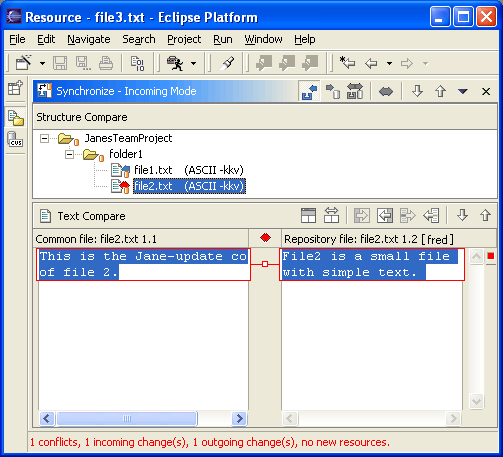 Resource - file3.txt - Eclipse Platform
File Edit Navigate Search Project Run Window Help
Synchronize - Incoming Mode
Structure Compare
JanesTeamProject
folder1
file1.txt (ASCII -kkv)
file2.txt (ASCII -kkv)
Text Compare
Common file: file2.txt 1.1
Repository file: file2.txt 1.2 [fred]
This is the Jane-update co
of file 2.
File2 is a small file
with simple text.
1 conflicts, 1 incoming change(s), 1 outgoing change(s), no new resources.